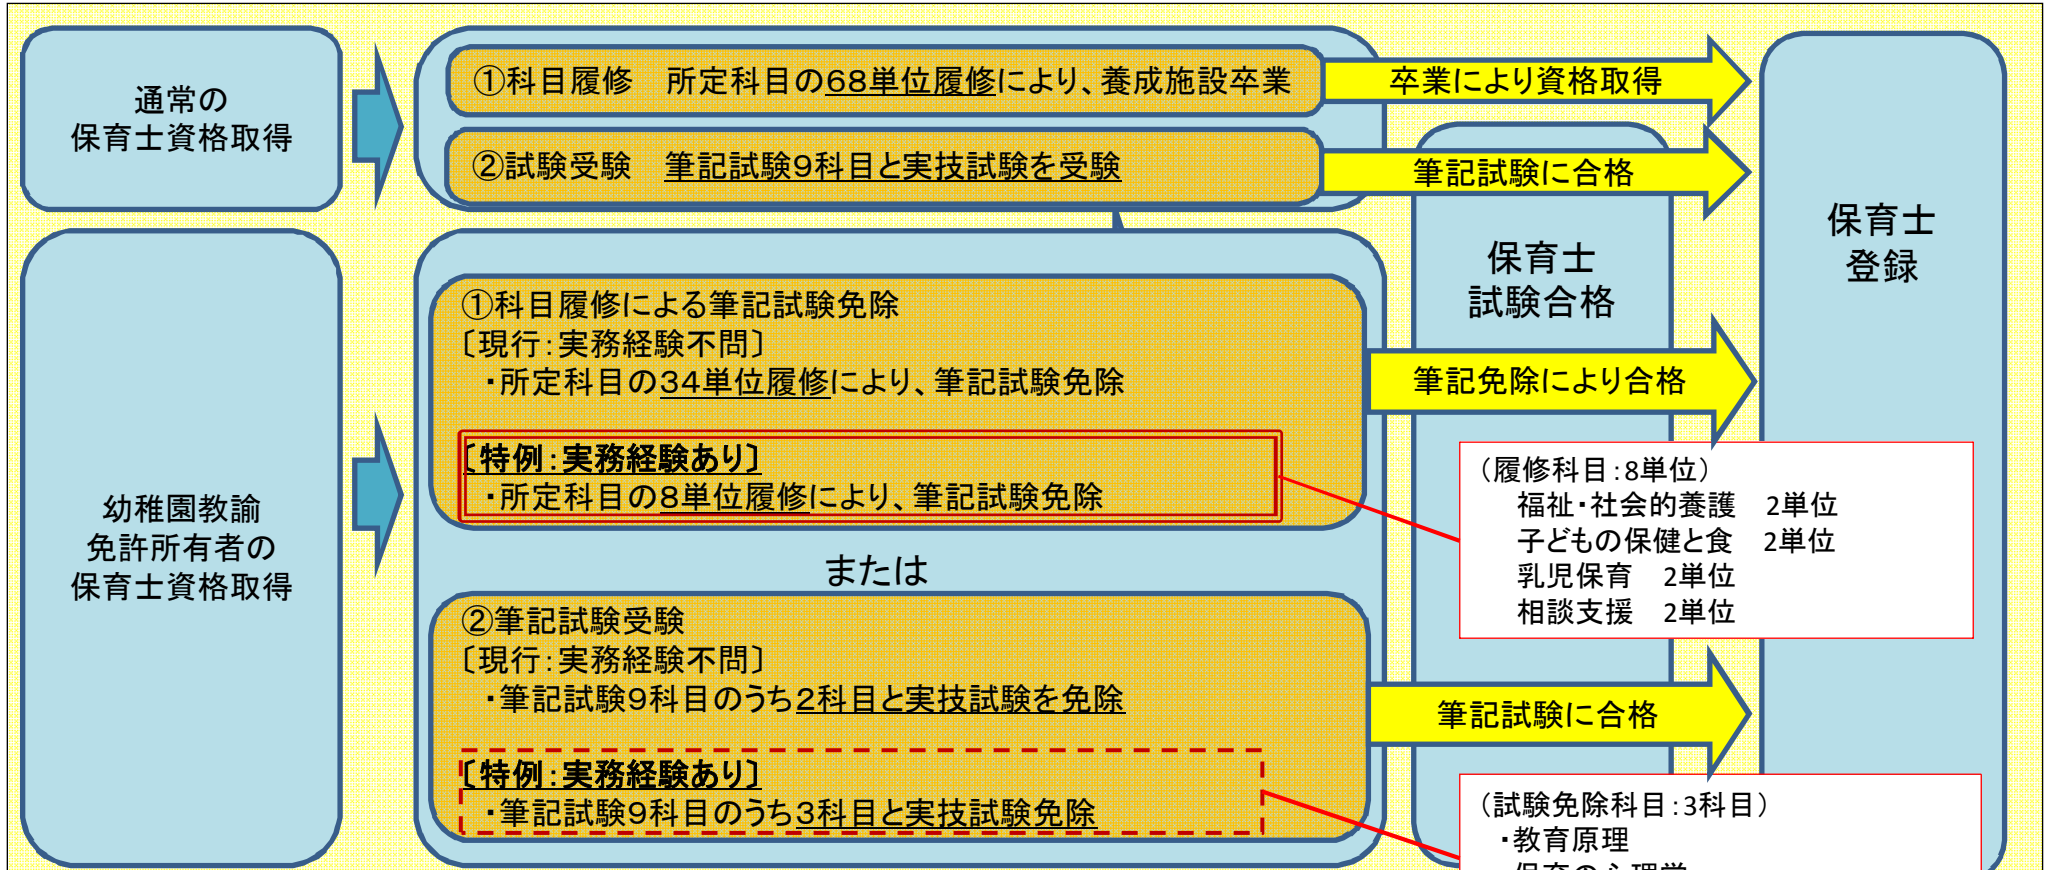 通常の
保育士資格取得
①科目履修　所定科目の68単位履修により、養成施設卒業
卒業により資格取得
②試験受験　筆記試験9科目と実技試験を受験
筆記試験に合格
保育士
試験合格
保育士
登録
幼稚園教諭
免許所有者の
保育士資格取得
①科目履修による筆記試験免除
〔現行：実務経験不問〕
・所定科目の34単位履修により、筆記試験免除
〔特例：実務経験あり〕
・所定科目の8単位履修により、筆記試験免除
筆記免除により合格
（履修科目：8単位）
福祉・社会的養護　2単位
子どもの保健と食　2単位
乳児保育　2単位
相談支援　2単位
または
②筆記試験受験
〔現行：実務経験不問〕
・筆記試験9科目のうち2科目と実技試験を免除
〔特例：実務経験あり〕
・筆記試験9科目のうち3科目と実技試験免除
筆記試験に合格
（試験免除科目：3科目）
・教育原理